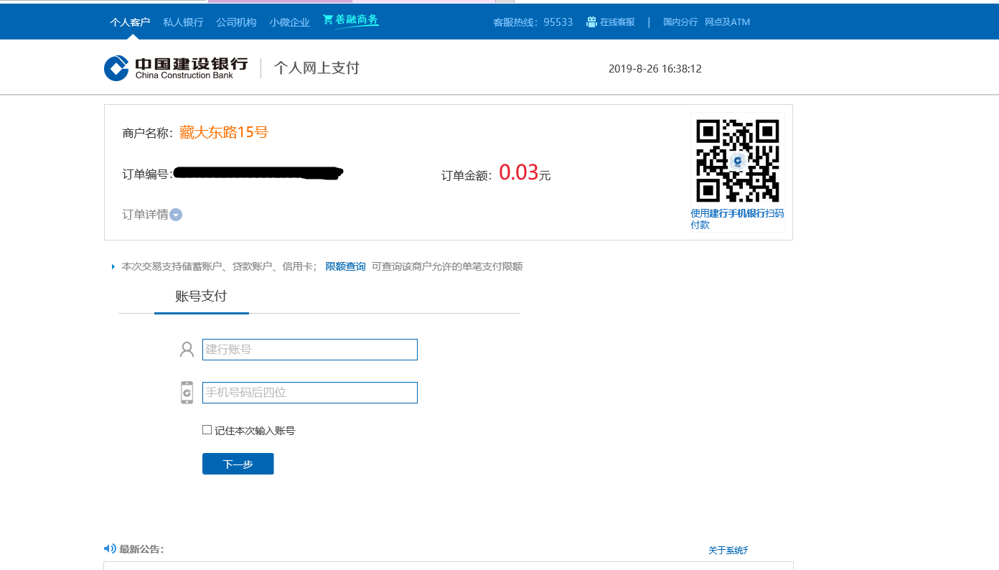 个人客户 私人银行 公司机构 小微企业 善融商务 客服热线：95533 在线客服 | 国内分行 网点及ATM
中国建设银行
China Construction Bank
个人网上支付
2019-8-26 16:38:12
商户名称：藏大东路15号
订单编号:
订单金额：0.03元
订单详情
使用建行手机银行扫码
付款
本次交易支持储蓄账户、贷款账户、信用卡； 限额查询 可查询该商户允许的单笔支付限额
账号支付
建行账号
手机号码后四位
记住本次输入账号
下一步
最新公告：
关于系统